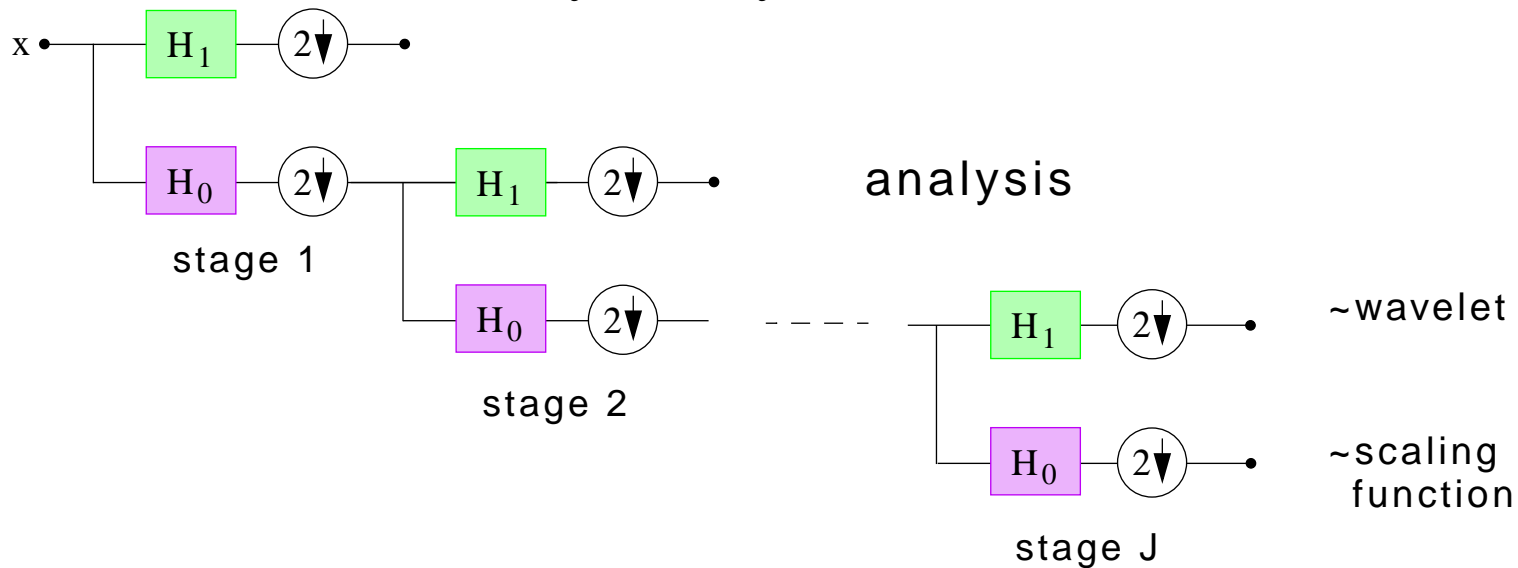 x H₁ 2↓
H₀ 2↓ H₁ 2↓ analysis
stage 1
H₀ 2↓ H₁ 2↓ ~wavelet
stage 2
H₀ 2↓ ~scaling
function
stage J